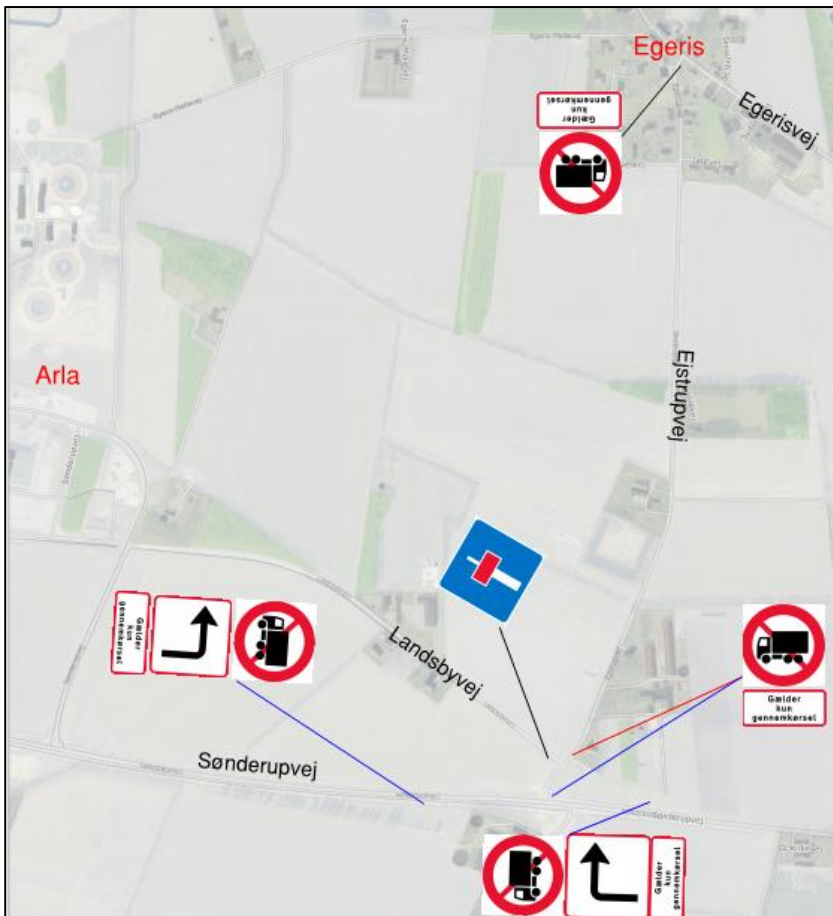 Egeris
Egerisvej
Gælder
kun
gennemkørsel
Ejstrupvej
Arla
Gælder
kun
gennemkørsel
Landsbyvej
Gælder
kun
gennemkørsel
Sønderupvej
Gælder
kun
gennemkørsel